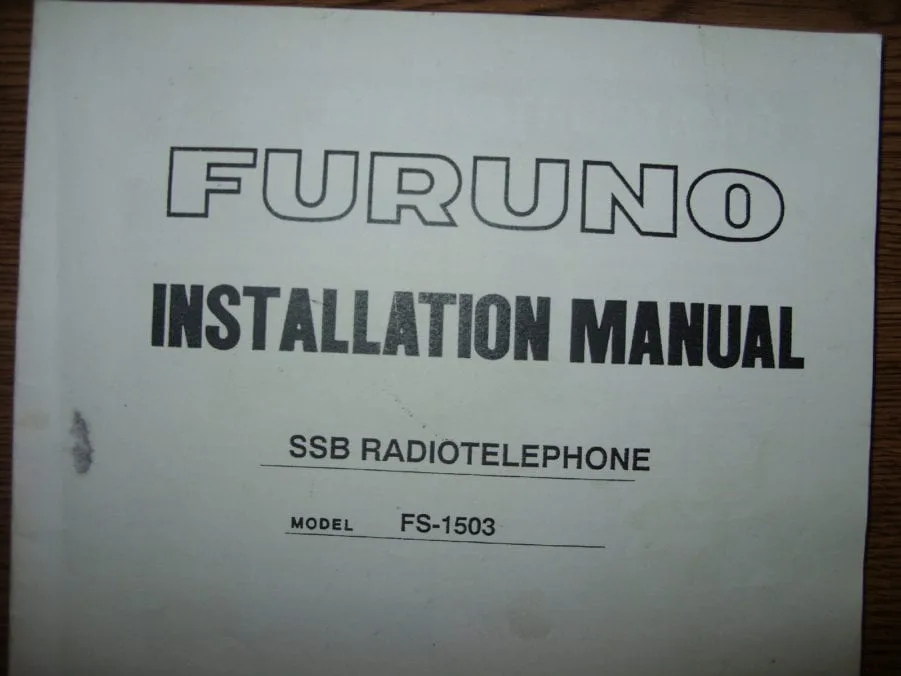 FURUNO
INSTALLATION MANUAL
SSB RADIOTELEPHONE
MODEL FS-1503